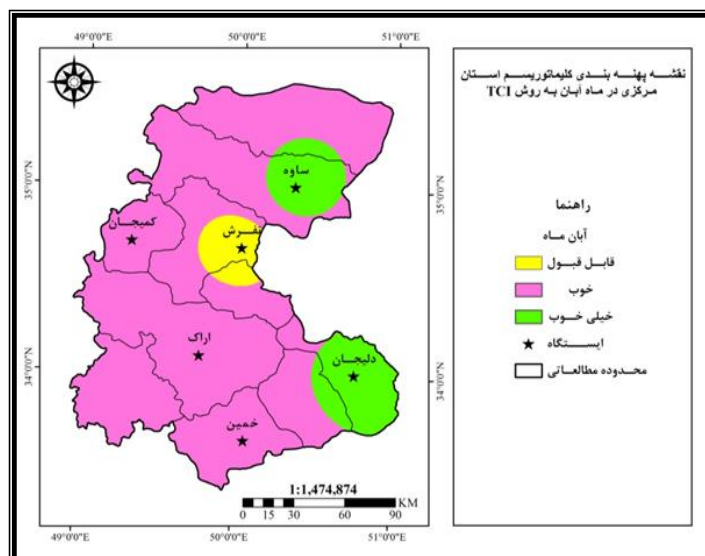 49°0'0"E 50°0'0"E 51°0'0"E
نقشه پهنه بندی کلیماتوریسم استان
مرکزی در ماه آبان به روش TCI
35°0'0"N
35°0'0"N
ساوه
کمیجان
تفرش
راهنما
آبان ماه
قابل قبول
خوب
خیلی خوب
ایستگاه
محدوده مطالعاتی
34°0'0"N
34°0'0"N
اراک
دلیجان
خمین
1:1,474,874
KM
0 15 30 60 90
49°0'0"E 50°0'0"E 51°0'0"E